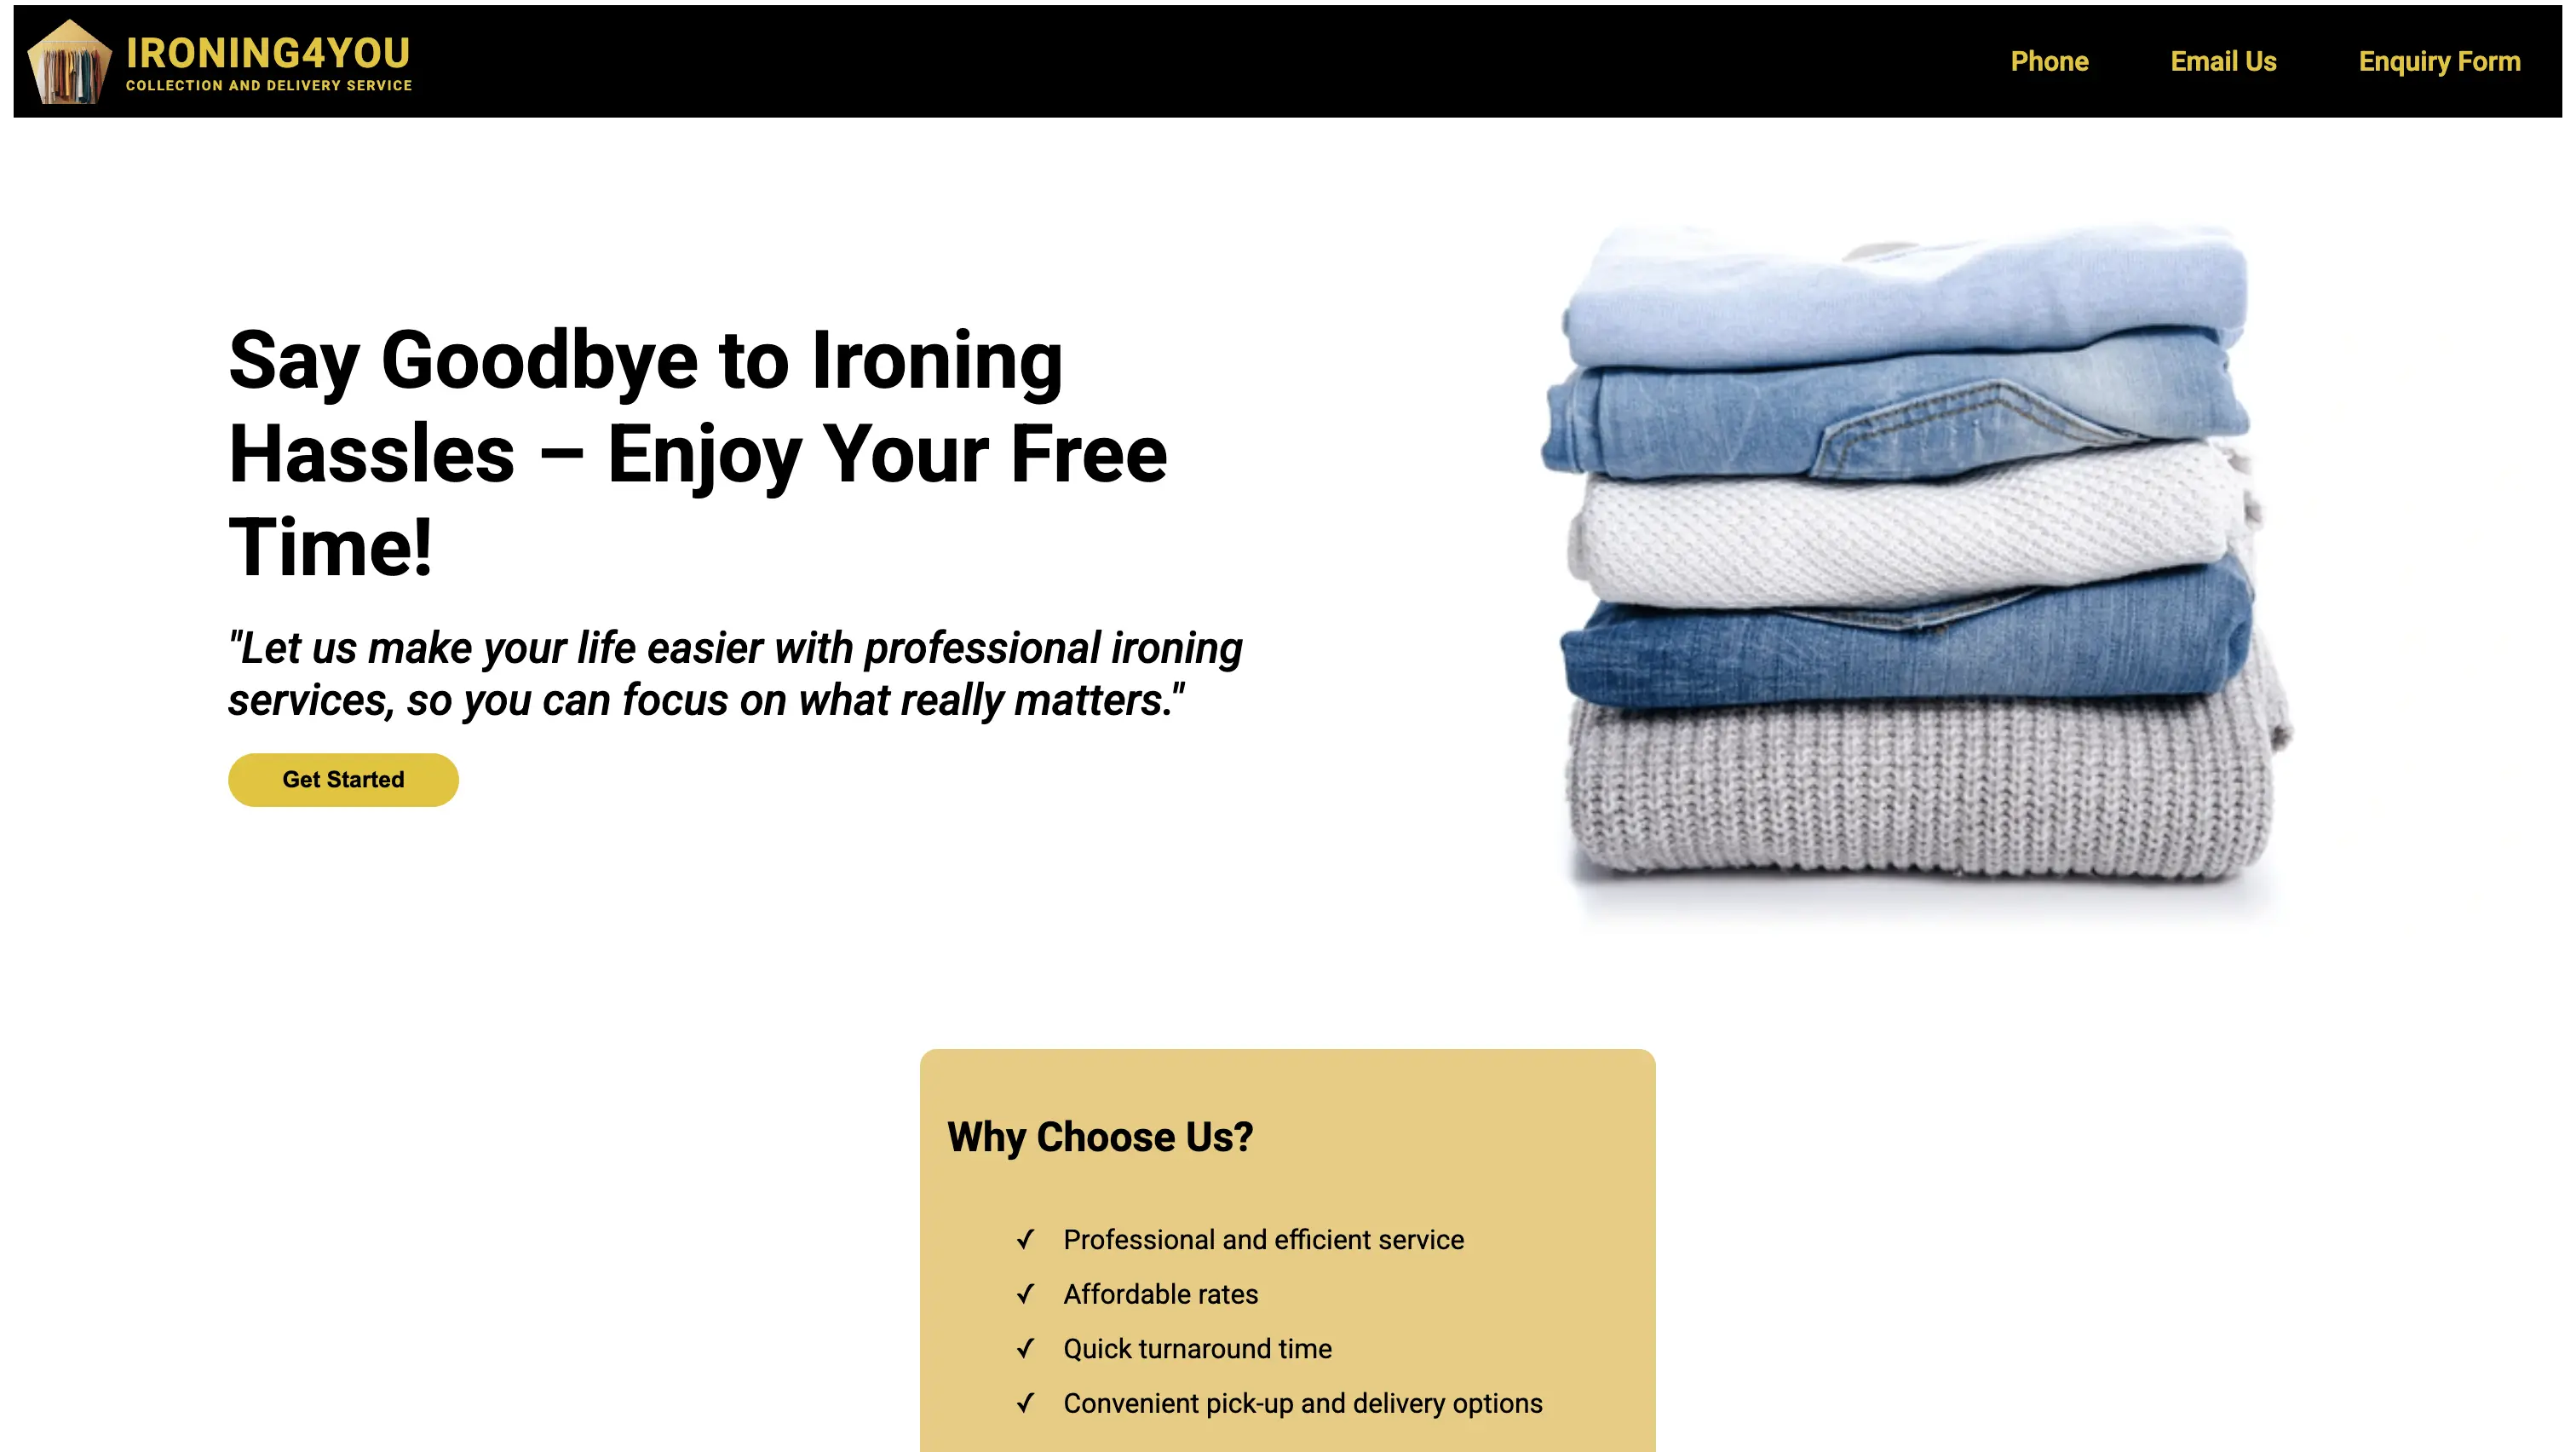 IRONING4YOU
COLLECTION AND DELIVERY SERVICE
Phone
Email Us
Enquiry Form
Say Goodbye to Ironing
Hassles – Enjoy Your Free
Time!
"Let us make your life easier with professional ironing
services, so you can focus on what really matters."
Get Started
Why Choose Us?
✓ Professional and efficient service
✓ Affordable rates
✓ Quick turnaround time
✓ Convenient pick-up and delivery options